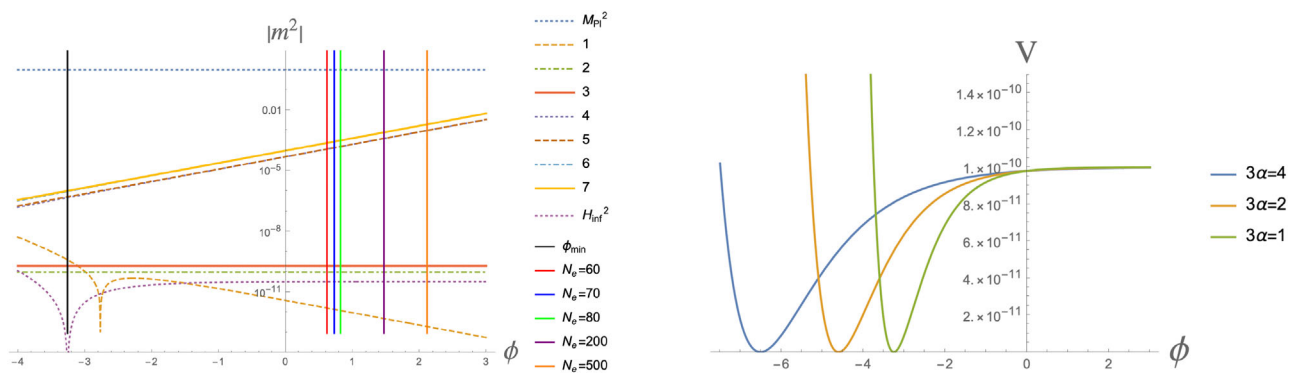 |m²|
0.01
10⁻⁵
10⁻⁸
10⁻¹¹
-4 -3 -2 -1 0 1 2 3 ϕ
M_Pl²
1
2
3
4
5
6
7
H_inf²
ϕ_min
N_e=60
N_e=70
N_e=80
N_e=200
N_e=500
V
1.4×10⁻¹⁰
1.2×10⁻¹⁰
1.×10⁻¹⁰
8.×10⁻¹¹
6.×10⁻¹¹
4.×10⁻¹¹
2.×10⁻¹¹
-6 -4 -2 0 2 ϕ
3α=4
3α=2
3α=1